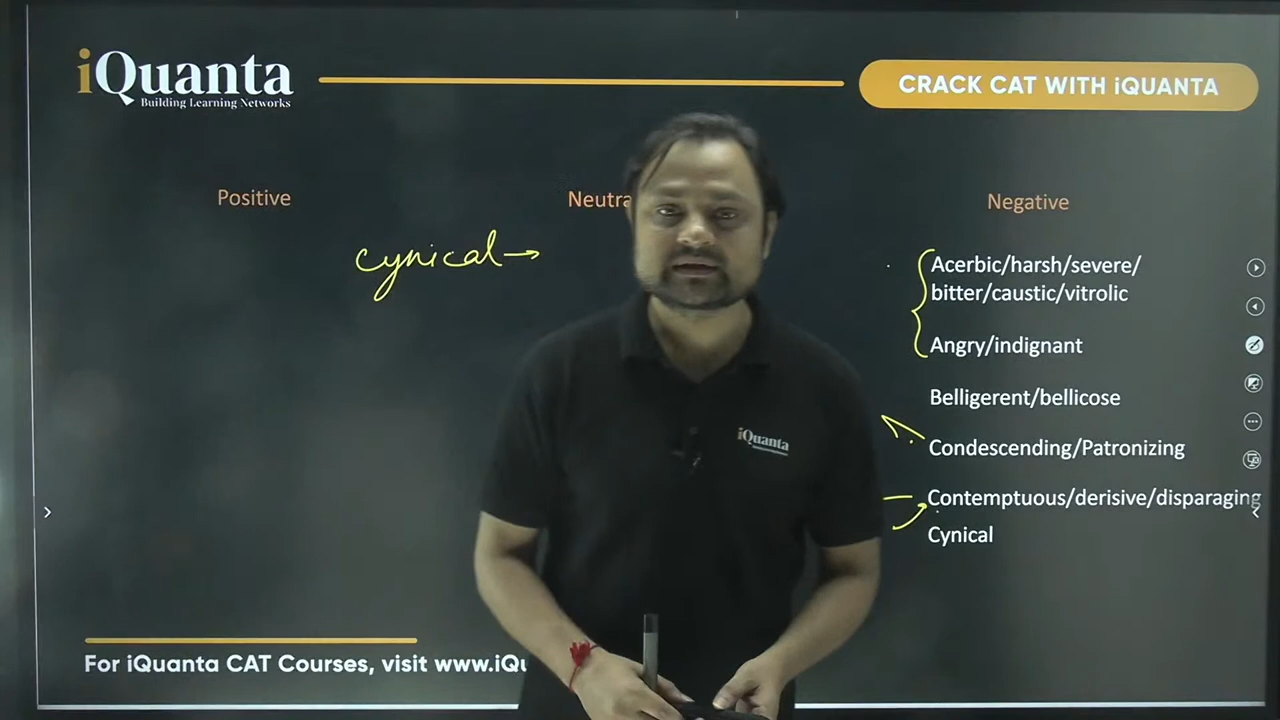 iQuanta
Building Learning Networks
CRACK CAT WITH iQUANTA
Positive
Neutra
Negative
cynical →
Acerbic/harsh/severe/
bitter/caustic/vitrolic
Angry/indignant
Belligerent/bellicose
Condescending/Patronizing
Contemptuous/derisive/disparaging
Cynical
iQuanta
For iQuanta CAT Courses, visit www.iQu